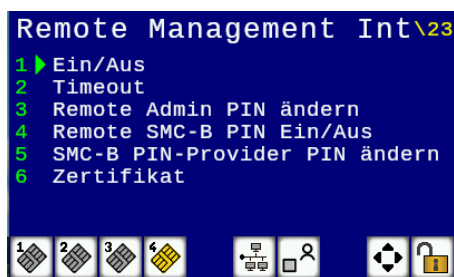 Remote Management Int\23
1 Ein/Aus
2 Timeout
3 Remote Admin PIN ändern
4 Remote SMC-B PIN Ein/Aus
5 SMC-B PIN-Provider PIN ändern
6 Zertifikat
1 2 3 4